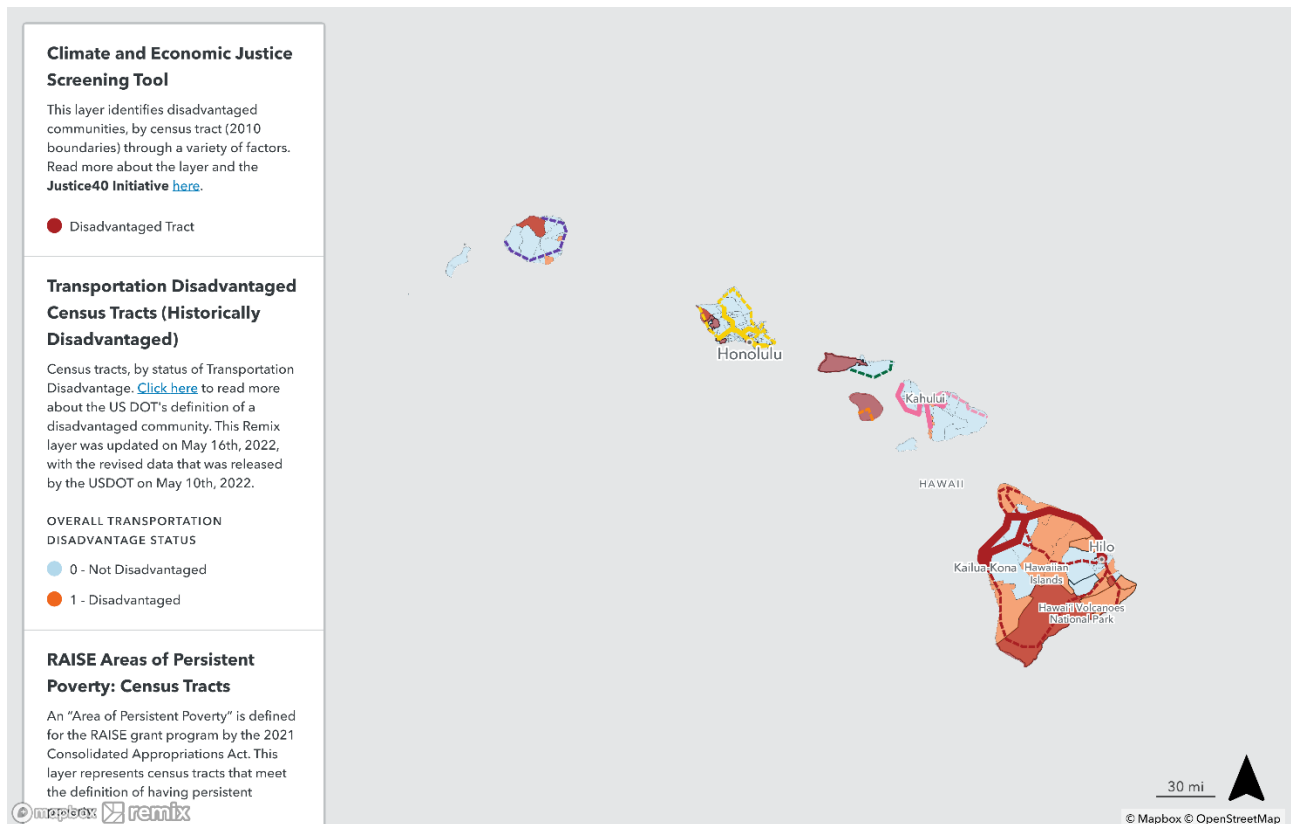 Climate and Economic Justice
Screening Tool
This layer identifies disadvantaged
communities, by census tract (2010
boundaries) through a variety of factors.
Read more about the layer and the
Justice40 Initiative here.
Disadvantaged Tract
Transportation Disadvantaged
Census Tracts (Historically
Disadvantaged)
Census tracts, by status of Transportation
Disadvantage. Click here to read more
about the US DOT's definition of a
disadvantaged community. This Remix
layer was updated on May 16th, 2022,
with the revised data that was released
by the USDOT on May 10th, 2022.
OVERALL TRANSPORTATION
DISADVANTAGE STATUS
0 - Not Disadvantaged
1 - Disadvantaged
RAISE Areas of Persistent
Poverty: Census Tracts
An "Area of Persistent Poverty" is defined
for the RAISE grant program by the 2021
Consolidated Appropriations Act. This
layer represents census tracts that meet
the definition of having persistent
mapbox remix
Honolulu
Kahului
HAWAII
Hilo
Kailua-Kona
Hawaiian
Islands
Hawai'i Volcanoes
National Park
30 mi
© Mapbox © OpenStreetMap